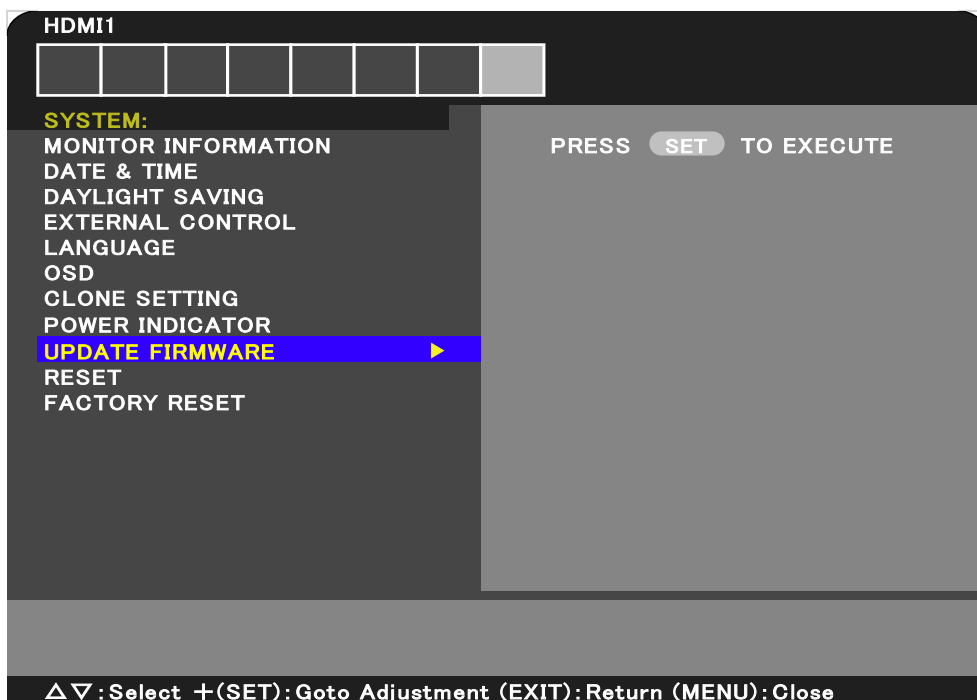 HDMI1
SYSTEM:
MONITOR INFORMATION
PRESS SET TO EXECUTE
DATE & TIME
DAYLIGHT SAVING
EXTERNAL CONTROL
LANGUAGE
OSD
CLONE SETTING
POWER INDICATOR
UPDATE FIRMWARE
RESET
FACTORY RESET
△▽:Select +(SET):Goto Adjustment (EXIT):Return (MENU):Close